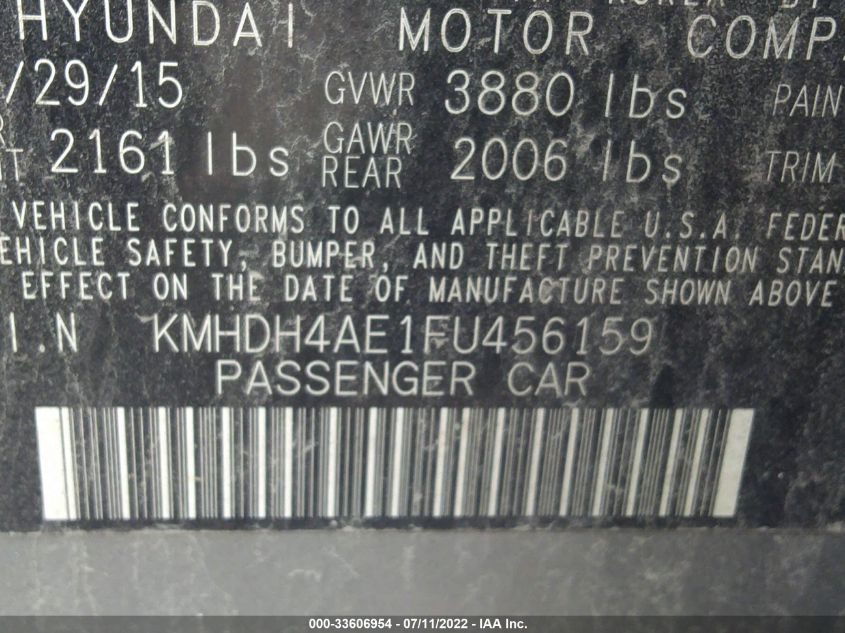 HYUNDAI MOTOR
/29/15 GVWR 3880 lbs PAIN
2161 lbs GAWR REAR 2006 lbs TRIM
VEHICLE CONFORMS TO ALL APPLICABLE U.S.A. FEDER
EHICLE SAFETY, BUMPER, AND THEFT PREVENTION STAN
EFFECT ON THE DATE OF MANUFACTURE SHOWN ABOVE
I.N KMHDH4AE1FU456159
PASSENGER CAR
000-33606954 - 07/11/2022 - IAA Inc.